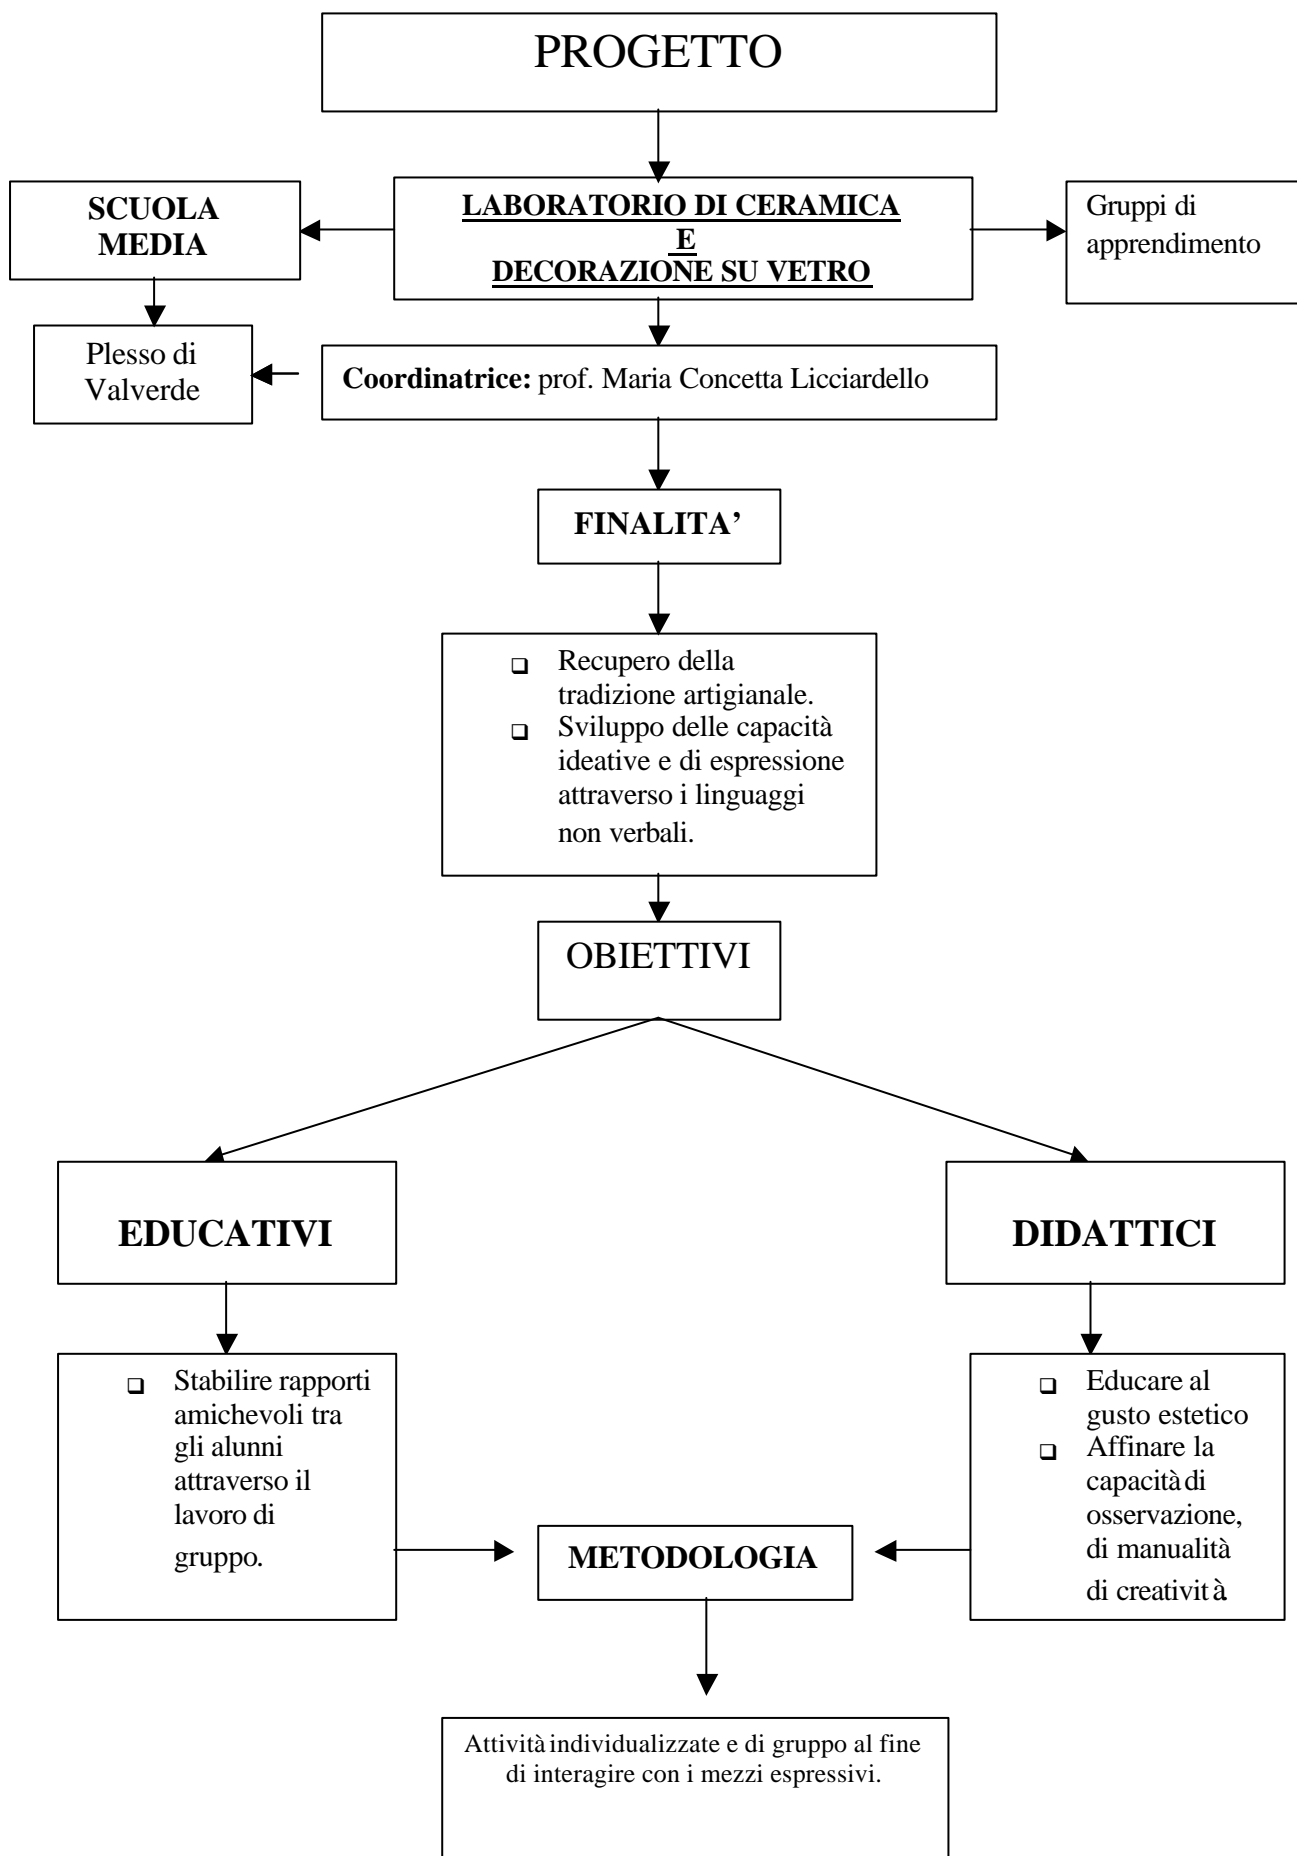 PROGETTO
SCUOLA
MEDIA
LABORATORIO DI CERAMICA
E
DECORAZIONE SU VETRO
Gruppi di
apprendimento
Plesso di
Valverde
Coordinatrice: prof. Maria Concetta Licciardello
FINALITA’
❑ Recupero della
tradizione artigianale.
❑ Sviluppo delle capacità
ideative e di espressione
attraverso i linguaggi
non verbali.
OBIETTIVI
EDUCATIVI
DIDATTICI
❑ Stabilire rapporti
amichevoli tra
gli alunni
attraverso il
lavoro di
gruppo.
❑ Educare al
gusto estetico
❑ Affinare la
capacità di
osservazione,
di manualità
di creatività.
METODOLOGIA
Attività individualizzate e di gruppo al fine
di interagire con i mezzi espressivi.